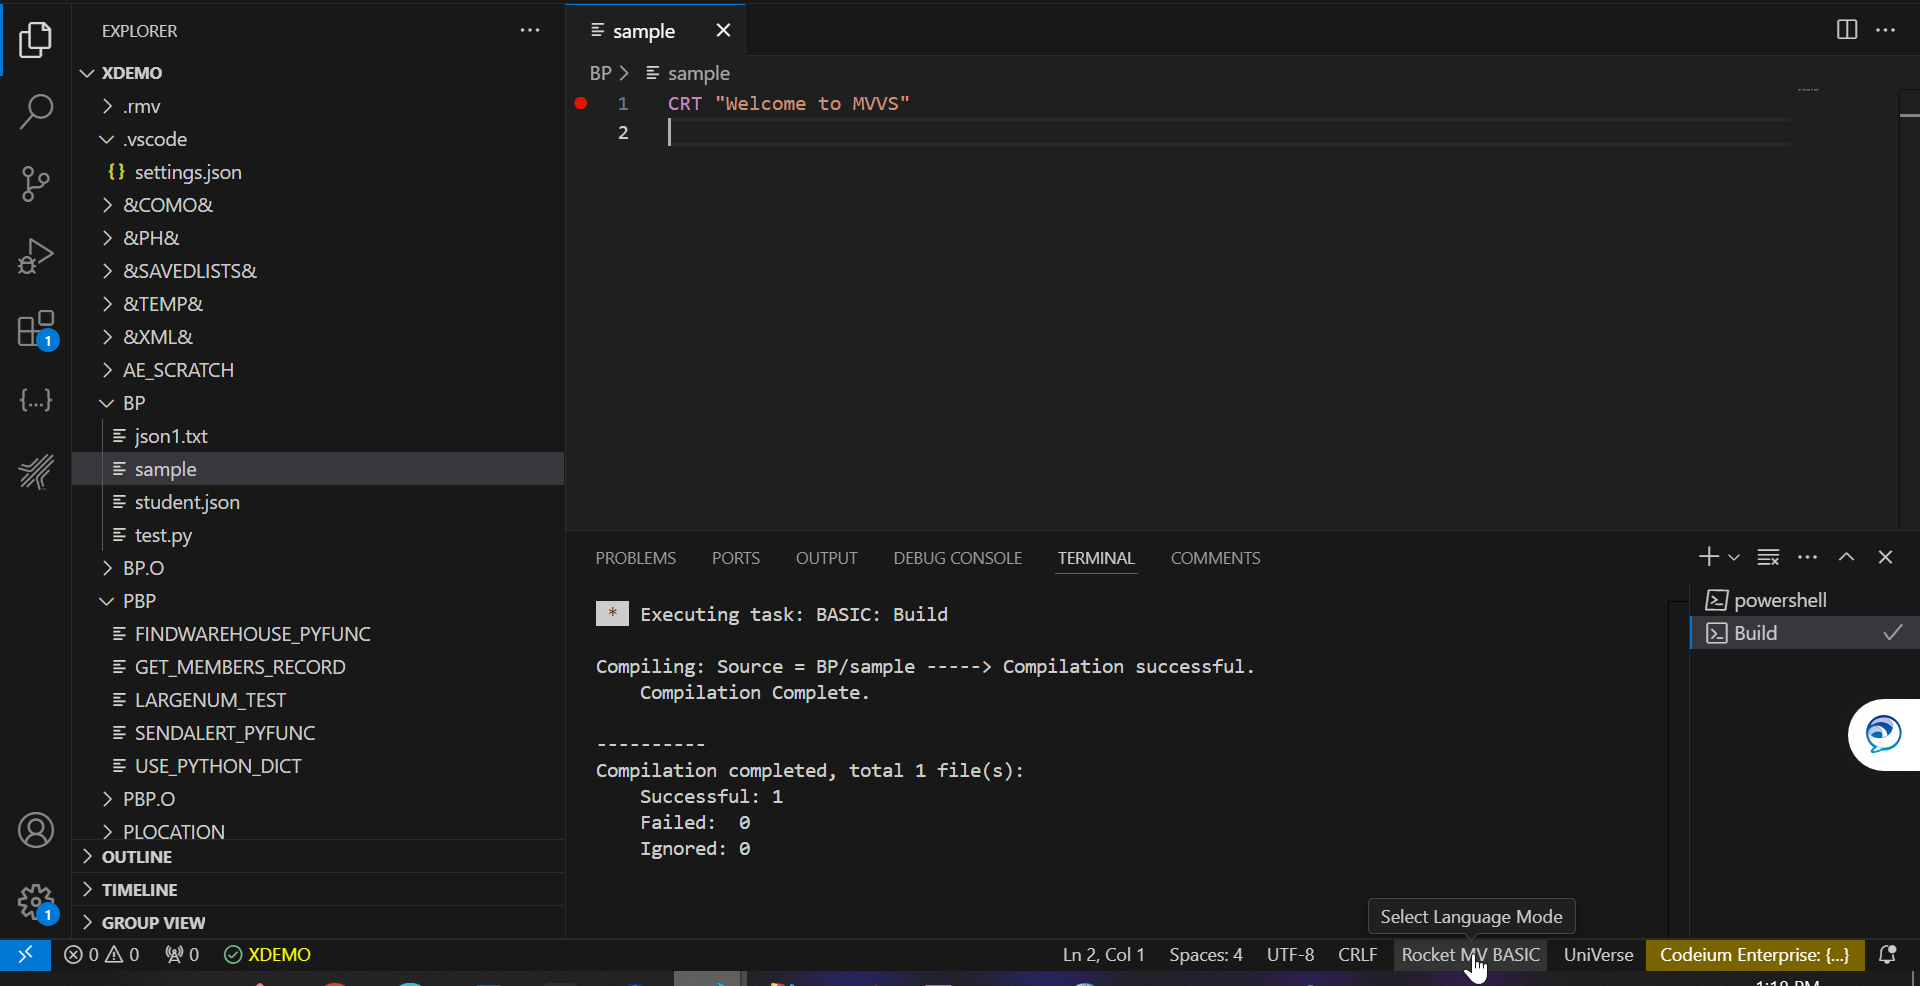 EXPLORER
XDEMO
.rmv
.vscode
{} settings.json
&COMO&
&PH&
&SAVEDLISTS&
&TEMP&
&XML&
AE_SCRATCH
BP
json1.txt
sample
student.json
test.py
BP.O
PBP
FINDWAREHOUSE_PYFUNC
GET_MEMBERS_RECORD
LARGENUM_TEST
SENDALERT_PYFUNC
USE_PYTHON_DICT
PBP.O
PLOCATION
OUTLINE
TIMELINE
GROUP VIEW
1
{...}
1
sample
BP > sample
1 CRT "Welcome to MVVS"
2
PROBLEMS PORTS OUTPUT DEBUG CONSOLE TERMINAL COMMENTS
* Executing task: BASIC: Build
Compiling: Source = BP/sample -----> Compilation successful.
Compilation Complete.
----------
Compilation completed, total 1 file(s):
Successful: 1
Failed: 0
Ignored: 0
powershell
Build
Select Language Mode
0 0 0 XDEMO Ln 2, Col 1 Spaces: 4 UTF-8 CRLF Rocket MV BASIC UniVerse Codeium Enterprise: {...}